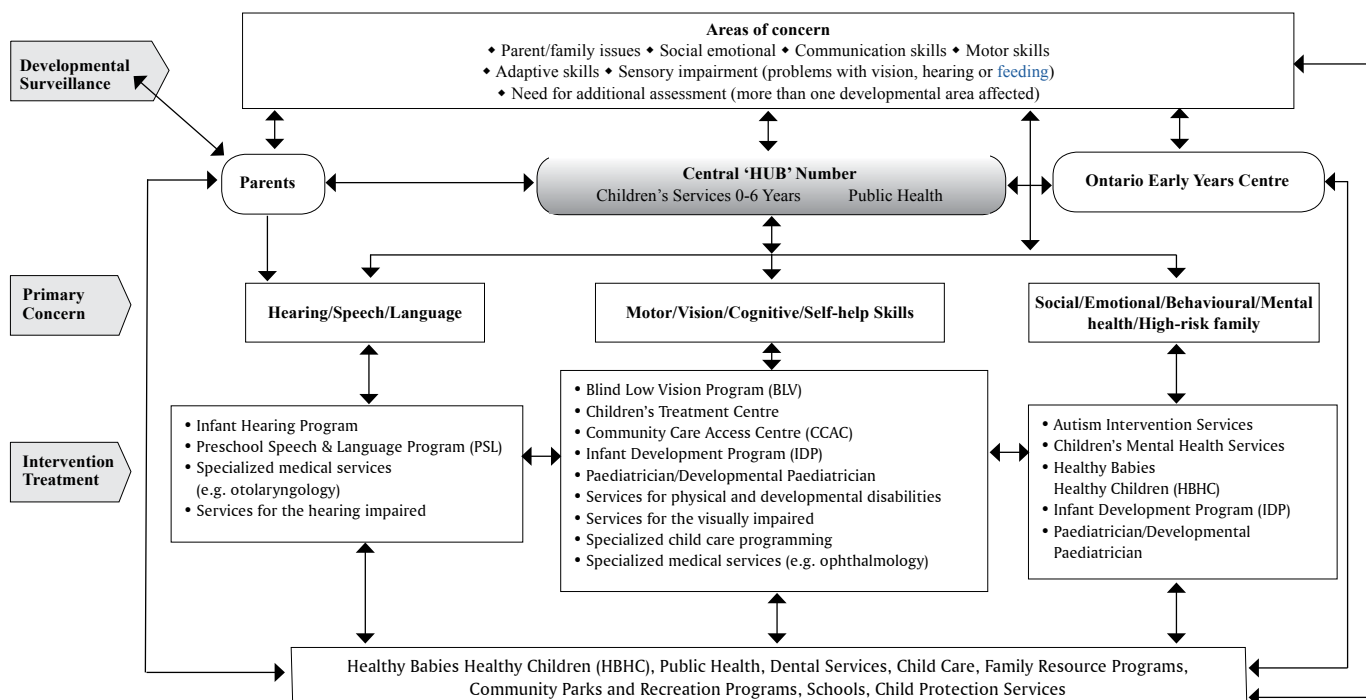 Areas of concern
◆ Parent/family issues ◆ Social emotional ◆ Communication skills ◆ Motor skills
◆ Adaptive skills ◆ Sensory impairment (problems with vision, hearing or feeding)
◆ Need for additional assessment (more than one developmental area affected)
Developmental
Surveillance
Parents
Central ‘HUB’ Number
Children’s Services 0-6 Years Public Health
Ontario Early Years Centre
Primary
Concern
Hearing/Speech/Language
Motor/Vision/Cognitive/Self-help Skills
Social/Emotional/Behavioural/Mental
health/High-risk family
Intervention
Treatment
• Infant Hearing Program
• Preschool Speech & Language Program (PSL)
• Specialized medical services
(e.g. otolaryngology)
• Services for the hearing impaired
• Blind Low Vision Program (BLV)
• Children’s Treatment Centre
• Community Care Access Centre (CCAC)
• Infant Development Program (IDP)
• Paediatrician/Developmental Paediatrician
• Services for physical and developmental disabilities
• Services for the visually impaired
• Specialized child care programming
• Specialized medical services (e.g. ophthalmology)
• Autism Intervention Services
• Children’s Mental Health Services
• Healthy Babies
Healthy Children (HBHC)
• Infant Development Program (IDP)
• Paediatrician/Developmental
Paediatrician
Healthy Babies Healthy Children (HBHC), Public Health, Dental Services, Child Care, Family Resource Programs,
Community Parks and Recreation Programs, Schools, Child Protection Services